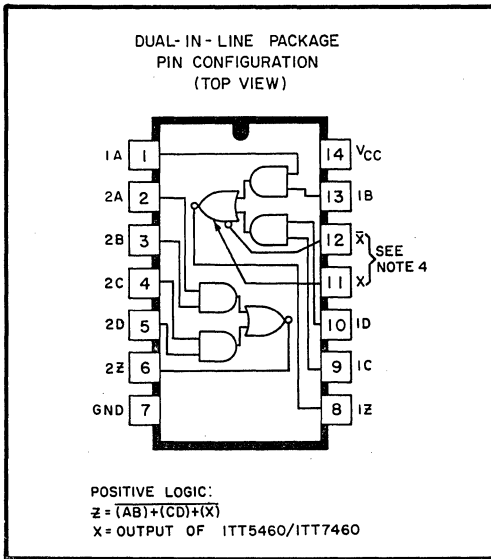 DUAL-IN-LINE PACKAGE
PIN CONFIGURATION
(TOP VIEW)
1A 1
2A 2
2B 3
2C 4
2D 5
2Z 6
GND 7
14 VCC
13 1B
12 X̅
11 X
SEE
NOTE 4
10 1D
9 1C
8 1Z
POSITIVE LOGIC:
Z = (AB)+(CD)+(X)
X = OUTPUT OF ITT5460/ITT7460